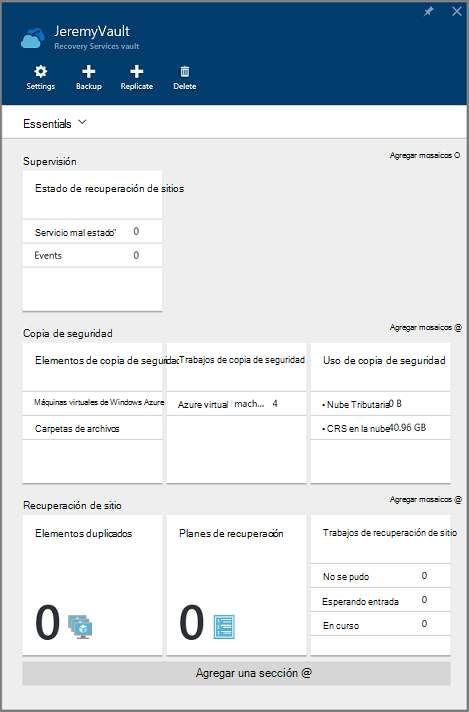 JeremyVault
Recovery Services vault
Settings
Backup
Replicate
Delete
Essentials
Supervisión
Agregar mosaicos O
Estado de recuperación de sitios
Servicio mal estado" 0
Events 0
Copia de seguridad
Agregar mosaicos @
Elementos de copia de segurida
Máquinas virtuales de Windows Azure
Carpetas de archivos
Trabajos de copia de seguridad
Azure virtual mach... 4
Uso de copia de seguridad
• Nube Tributaria 0 B
• CRS en la nube 40.96 GB
Recuperación de sitio
Agregar mosaicos @
Elementos duplicados
0
Planes de recuperación
0
Trabajos de recuperación de sitio
No se pudo 0
Esperando entrada 0
En curso 0
Agregar una sección @